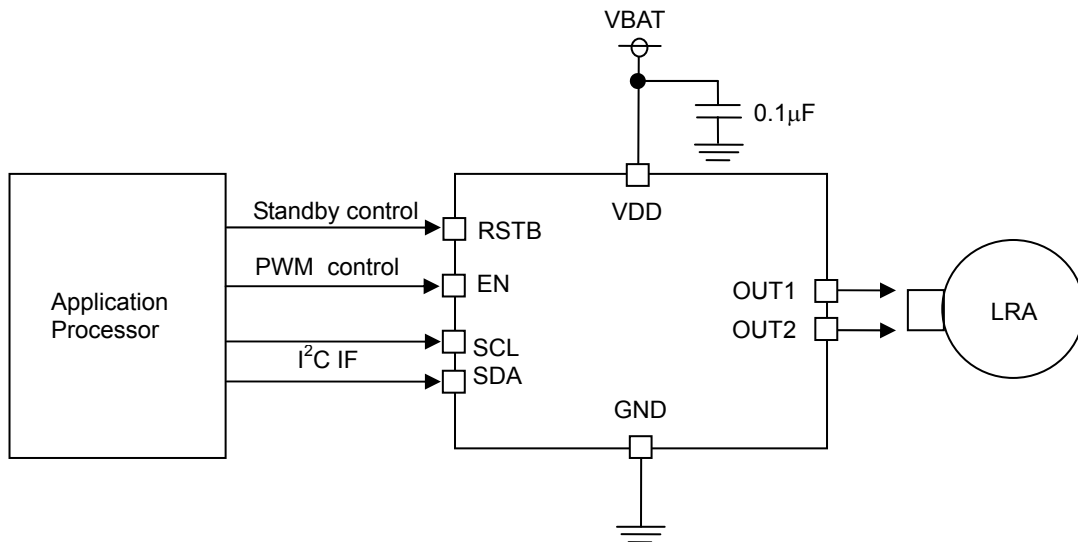 VBAT
0.1μF
VDD
Standby control
RSTB
PWM control
EN
Application
Processor
SCL
I²C IF
SDA
OUT1
OUT2
LRA
GND